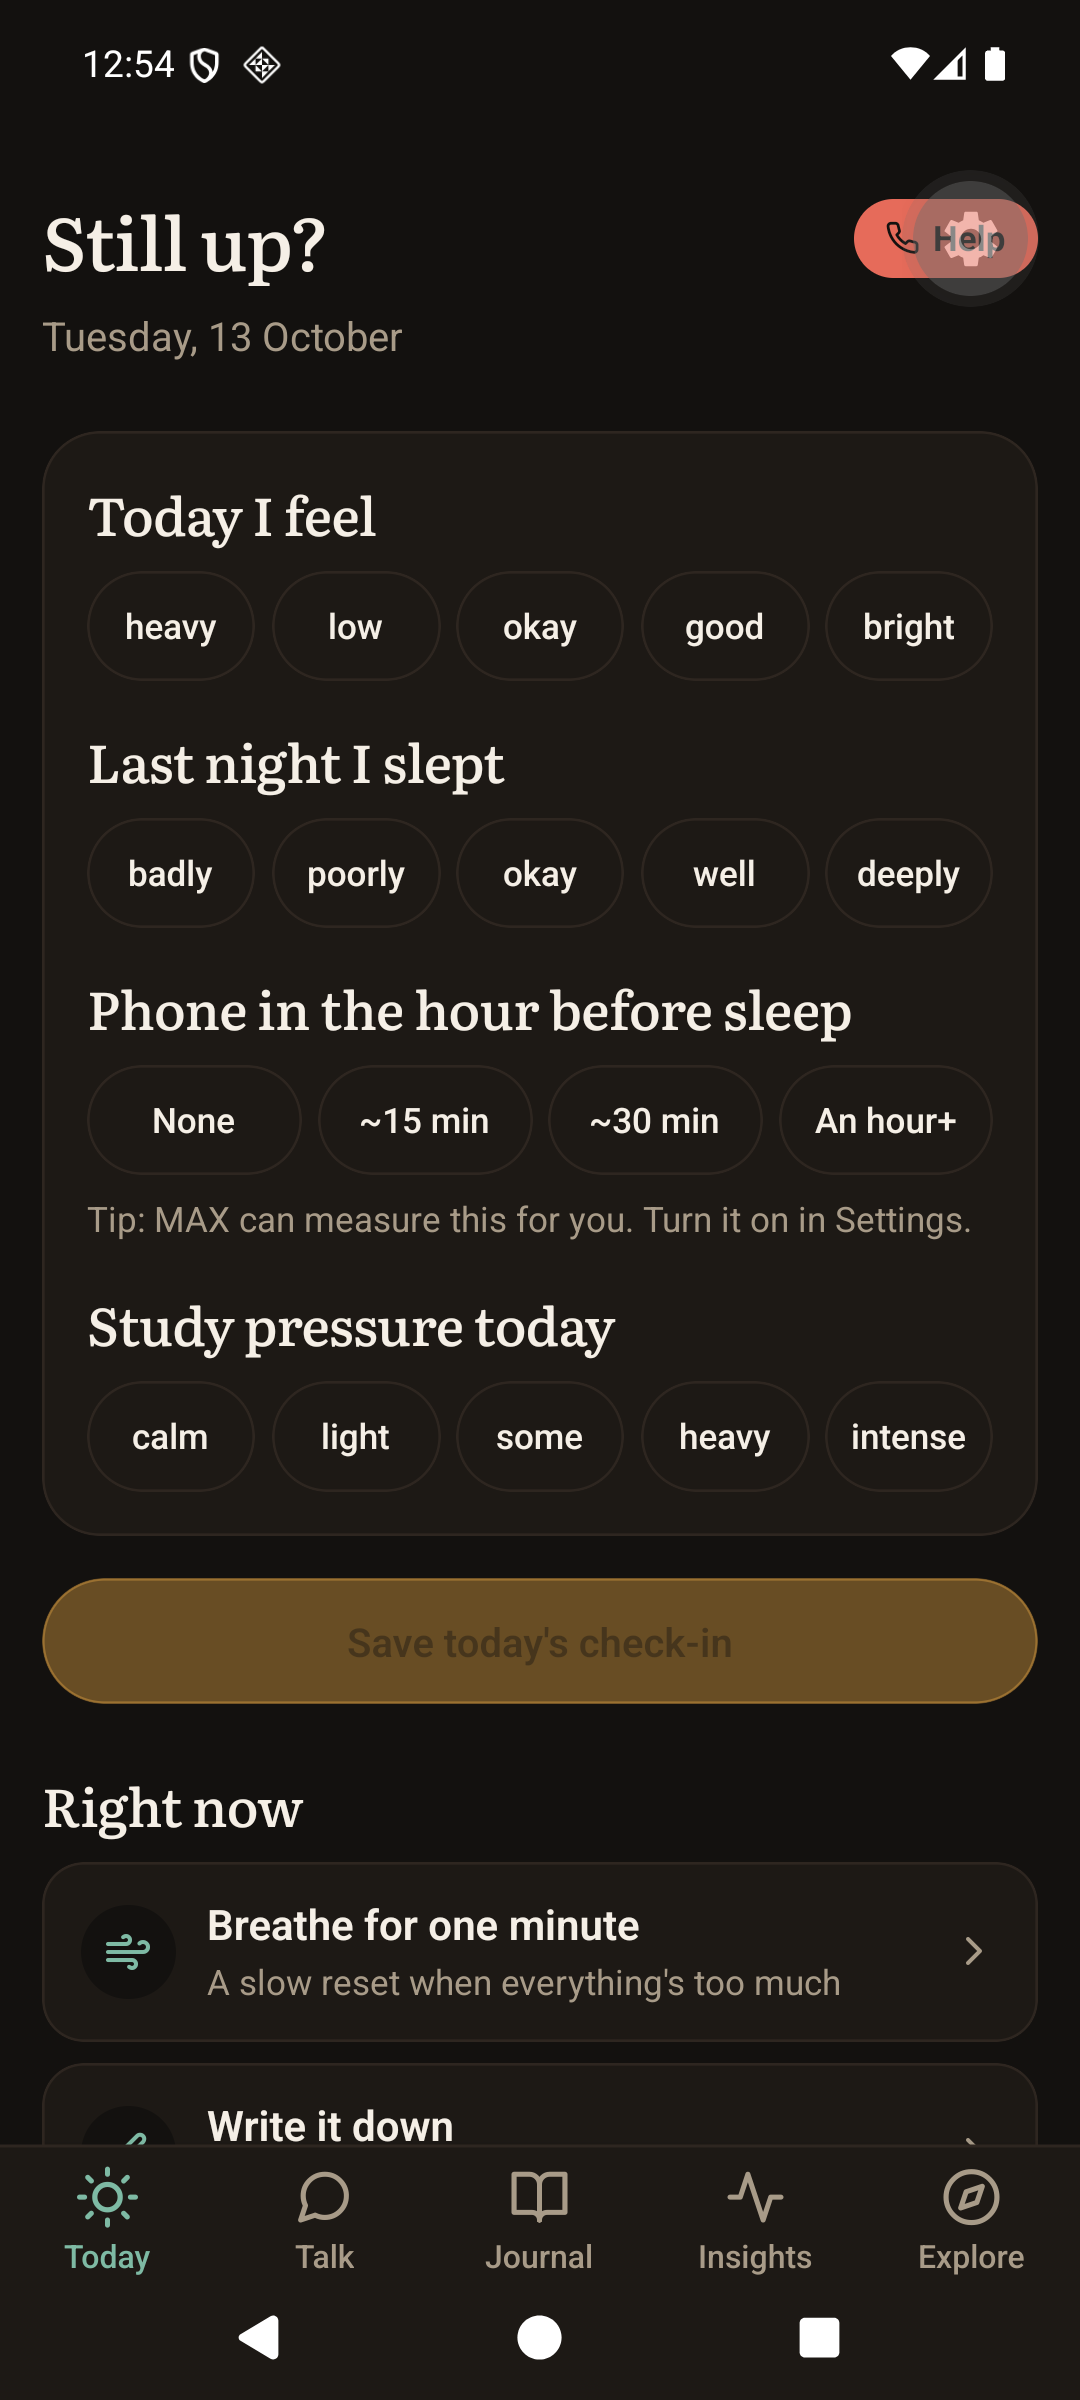 12:54
Still up?
Help
Tuesday, 13 October
Today I feel
heavy low okay good bright
Last night I slept
badly poorly okay well deeply
Phone in the hour before sleep
None ~15 min ~30 min An hour+
Tip: MAX can measure this for you. Turn it on in Settings.
Study pressure today
calm light some heavy intense
Save today's check-in
Right now
Breathe for one minute
A slow reset when everything's too much
Write it down
Today Talk Journal Insights Explore